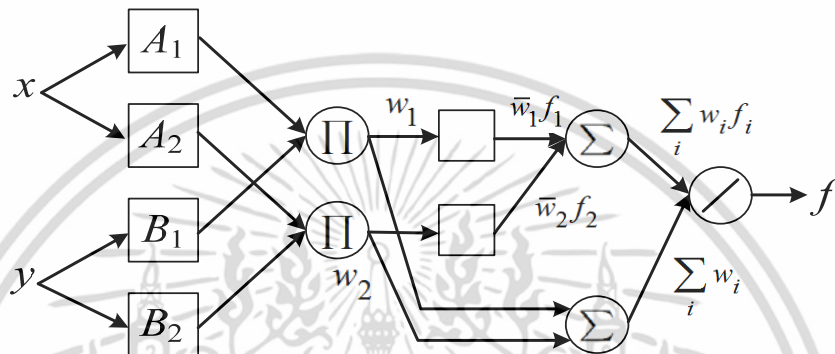 x
A₁
A₂
y
B₁
B₂
∏
∏
w₁
w₂
w̅₁f₁
w̅₂f₂
∑
∑
∑ᵢ wᵢfᵢ
∑ᵢ wᵢ
f